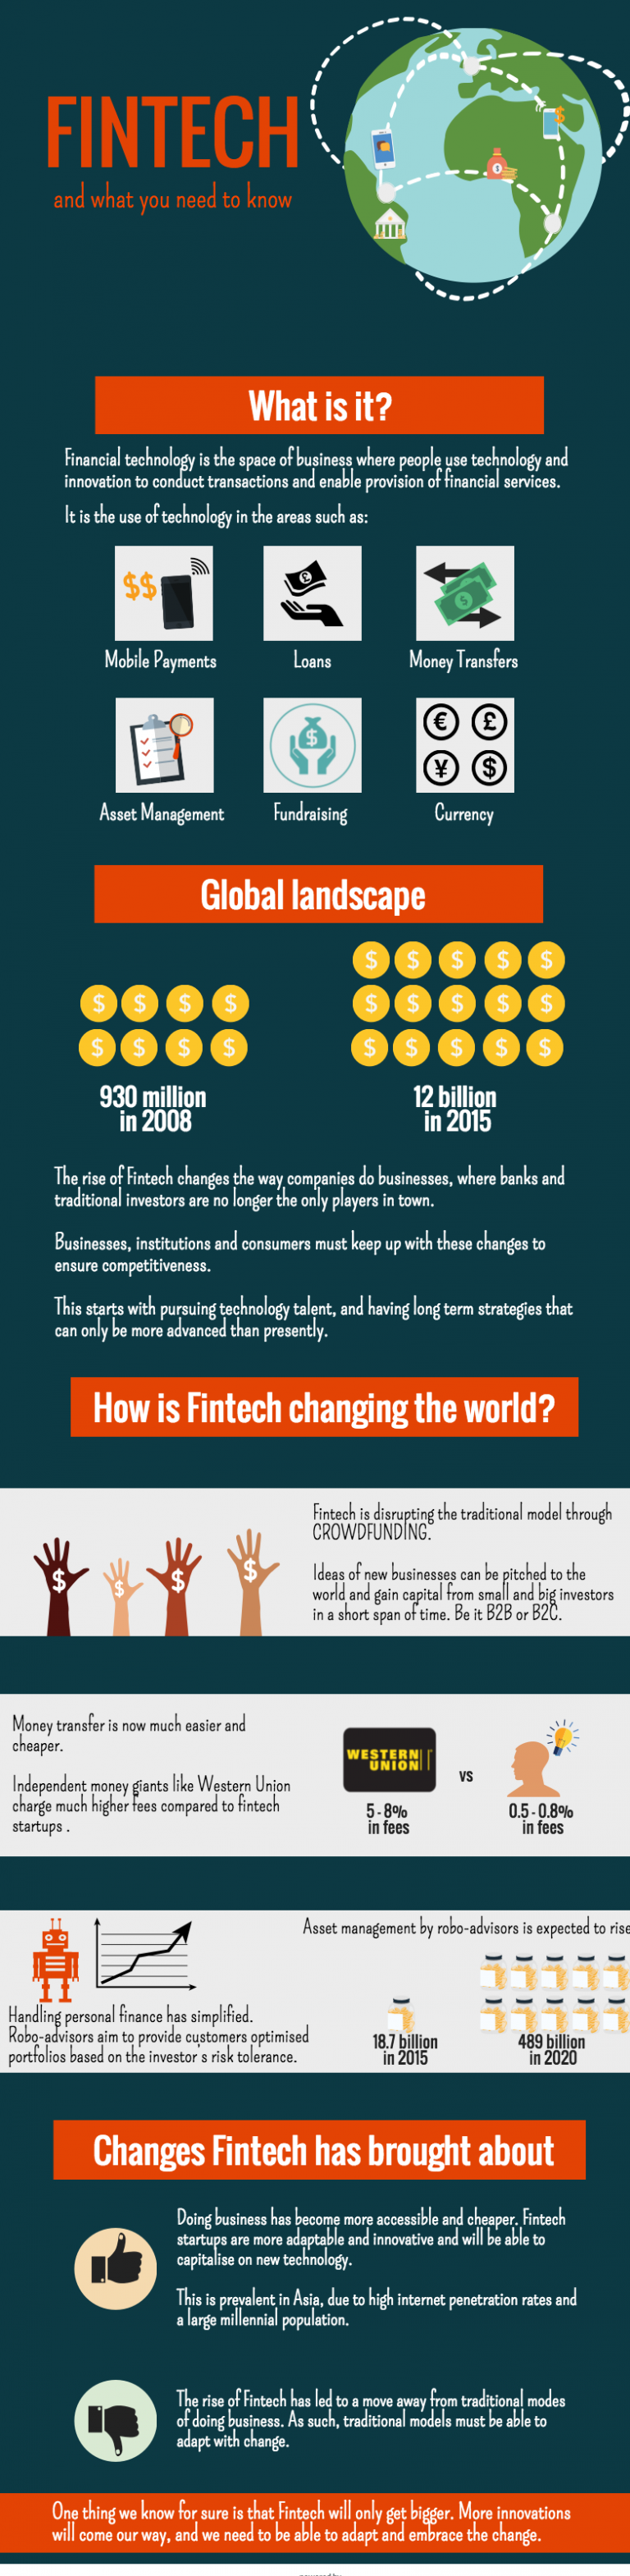 FINTECH
and what you need to know
What is it?
Financial technology is the space of business where people use technology and
innovation to conduct transactions and enable provision of financial services.
It is the use of technology in the areas such as:
$$
£
$
Mobile Payments
Loans
Money Transfers
$
€ £
¥ $
Asset Management
Fundraising
Currency
Global landscape
$ $ $ $ $
$ $ $ $ $ $ $ $ $
$ $ $ $ $ $ $ $ $
930 million
in 2008
12 billion
in 2015
The rise of Fintech changes the way companies do businesses, where banks and
traditional investors are no longer the only players in town.
Businesses, institutions and consumers must keep up with these changes to
ensure competitiveness.
This starts with pursuing technology talent, and having long term strategies that
can only be more advanced than presently.
How is Fintech changing the world?
$ $ $ $
Fintech is disrupting the traditional model through
CROWDFUNDING.
Ideas of new businesses can be pitched to the
world and gain capital from small and big investors
in a short span of time. Be it B2B or B2C.
Money transfer is now much easier and
cheaper.
Independent money giants like Western Union
charge much higher fees compared to fintech
startups .
WESTERN
UNION
vs
5 - 8%
in fees
0.5 - 0.8%
in fees
Handling personal finance has simplified.
Robo-advisors aim to provide customers optimised
portfolios based on the investor's risk tolerance.
Asset management by robo-advisors is expected to rise
18.7 billion
in 2015
489 billion
in 2020
Changes Fintech has brought about
Doing business has become more accessible and cheaper. Fintech
startups are more adaptable and innovative and will be able to
capitalise on new technology.
This is prevalent in Asia, due to high internet penetration rates and
a large millennial population.
The rise of Fintech has led to a move away from traditional modes
of doing business. As such, traditional models must be able to
adapt with change.
One thing we know for sure is that Fintech will only get bigger. More innovations
will come our way, and we need to be able to adapt and embrace the change.